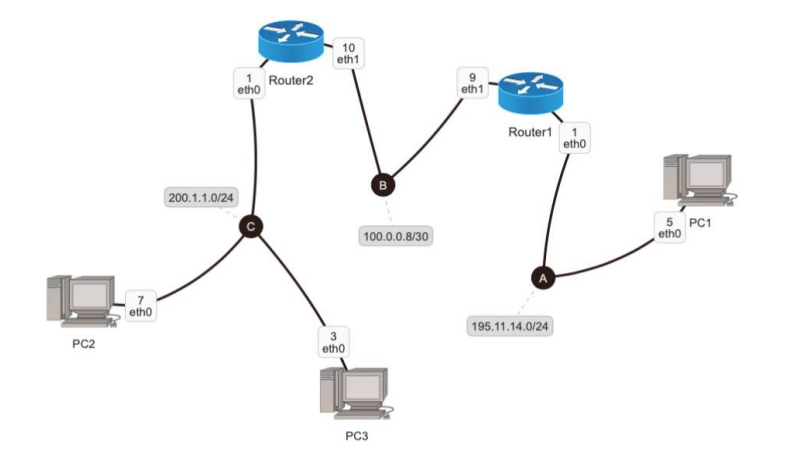 10
eth1
1
eth0
Router2
9
eth1
Router1
1
eth0
B
200.1.1.0/24
C
100.0.0.8/30
5
eth0
PC1
A
7
eth0
195.11.14.0/24
PC2
3
eth0
PC3